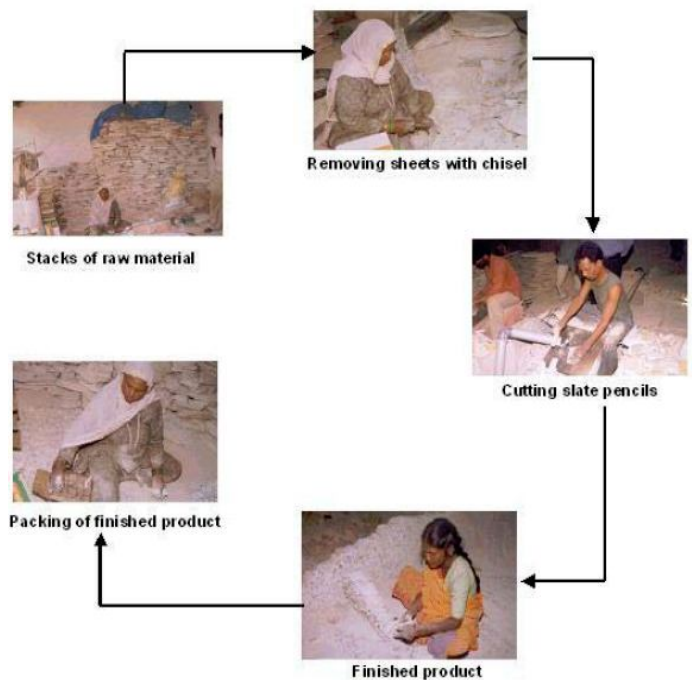 Removing sheets with chisel
Stacks of raw material
Cutting slate pencils
Packing of finished product
Finished product